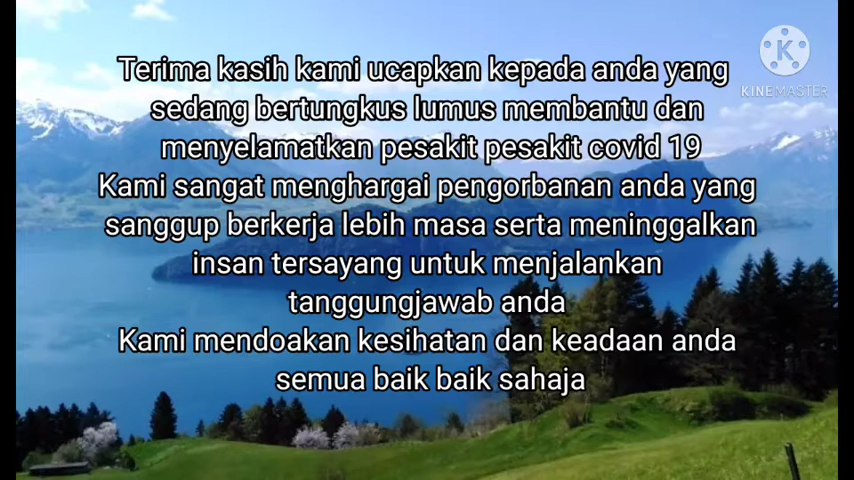 Terima kasih kami ucapkan kepada anda yang
sedang bertungkus lumus membantu dan
menyelamatkan pesakit pesakit covid 19
Kami sangat menghargai pengorbanan anda yang
sanggup berkerja lebih masa serta meninggalkan
insan tersayang untuk menjalankan
tanggungjawab anda
Kami mendoakan kesihatan dan keadaan anda
semua baik baik sahaja
K
KINEMASTER